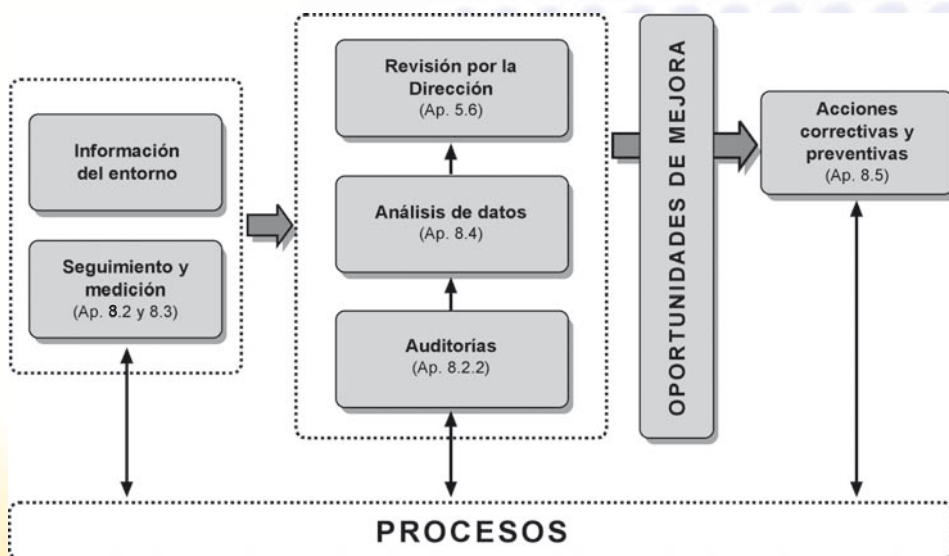 Información
del entorno
Seguimiento y
medición
(Ap. 8.2 y 8.3)
Revisión por la
Dirección
(Ap. 5.6)
Análisis de datos
(Ap. 8.4)
Auditorías
(Ap. 8.2.2)
OPORTUNIDADES DE MEJORA
Acciones
correctivas y
preventivas
(Ap. 8.5)
PROCESOS